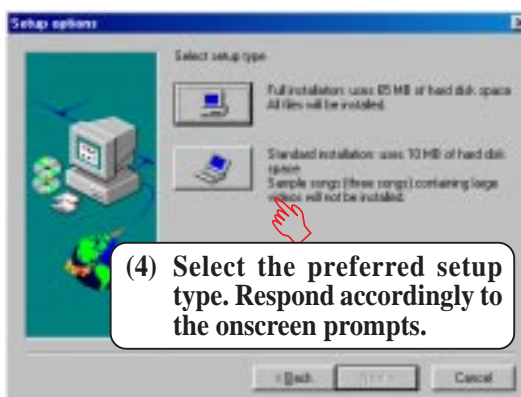 Setup options
Select setup type
Full installation: uses 85 MB of hard disk space
All files will be installed.
Standard installation: uses 10 MB of hard disk
space
Sample songs (three songs) containing large
videos will not be installed.
(4) Select the preferred setup
type. Respond accordingly to
the onscreen prompts.
< Back
Cancel